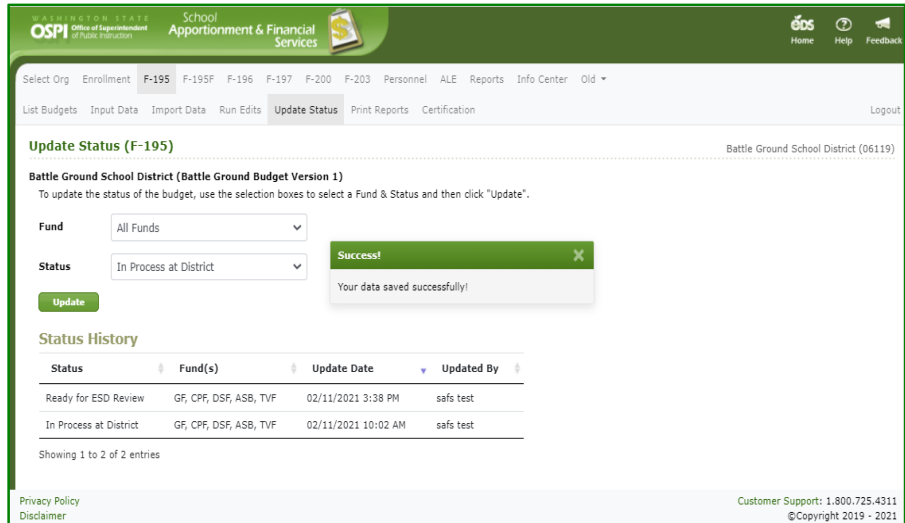 WASHINGTON STATE
OSPI Office of Superintendent of Public Instruction
School
Apportionment & Financial
Services
eds
Home Help Feedback
Select Org Enrollment F-195 F-195F F-196 F-197 F-200 F-203 Personnel ALE Reports Info Center Old
List Budgets Input Data Import Data Run Edits Update Status Print Reports Certification Logout
Update Status (F-195) Battle Ground School District (06119)
Battle Ground School District (Battle Ground Budget Version 1)
To update the status of the budget, use the selection boxes to select a Fund & Status and then click "Update".
Fund All Funds
Success!
Status In Process at District
Your data saved successfully!
Update
Status History
Status Fund(s) Update Date Updated By
Ready for ESD Review GF, CPF, DSF, ASB, TVF 02/11/2021 3:38 PM safs test
In Process at District GF, CPF, DSF, ASB, TVF 02/11/2021 10:02 AM safs test
Showing 1 to 2 of 2 entries
Privacy Policy Customer Support: 1.800.725.4311
Disclaimer ©Copyright 2019 - 2021